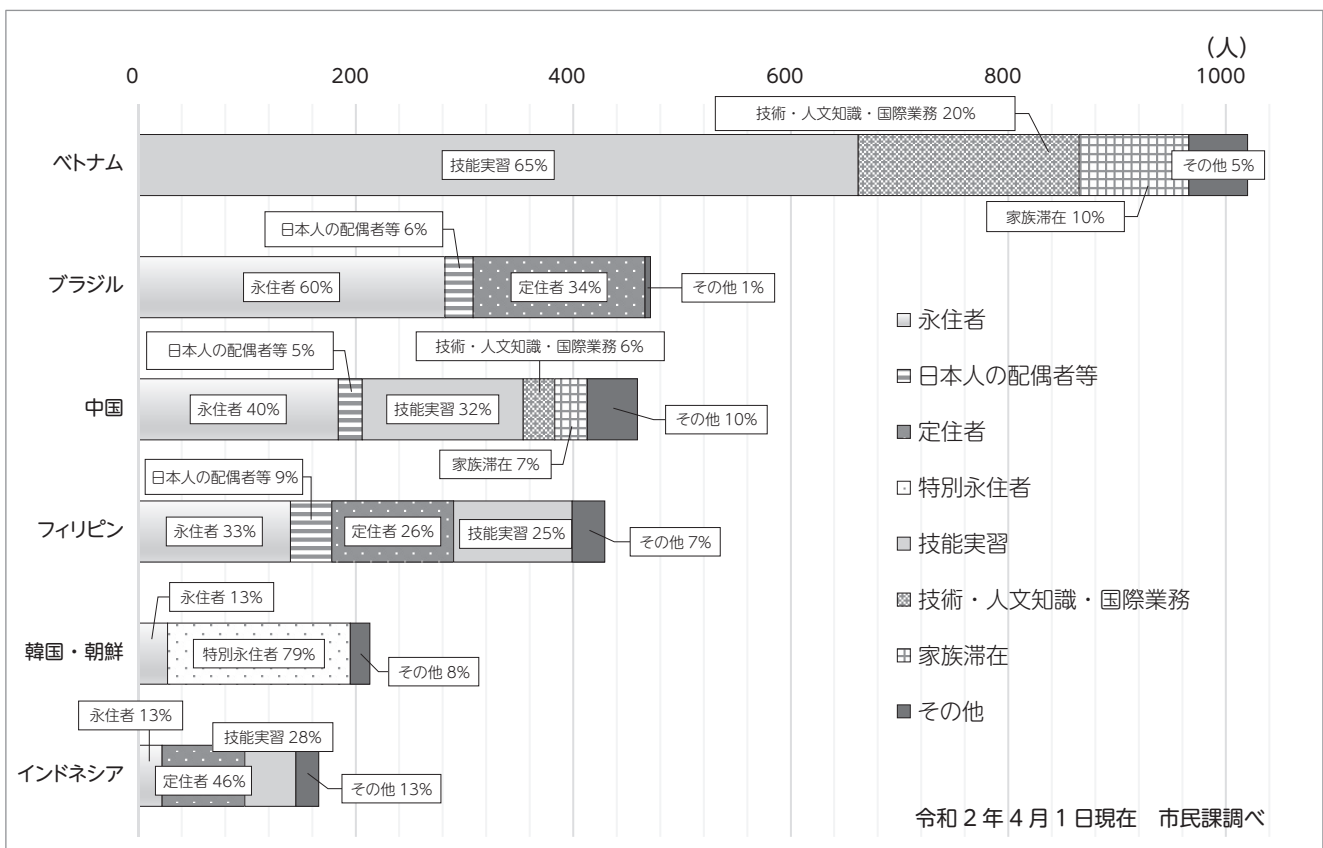 (人)
0 200 400 600 800 1000
技術・人文知識・国際業務 20%
ベトナム
技能実習 65%
その他 5%
家族滞在 10%
日本人の配偶者等 6%
ブラジル
永住者 60%
定住者 34%
その他 1%
日本人の配偶者等 5%
技術・人文知識・国際業務 6%
中国
永住者 40%
技能実習 32%
その他 10%
家族滞在 7%
日本人の配偶者等 9%
フィリピン
永住者 33%
定住者 26%
技能実習 25%
その他 7%
永住者 13%
韓国・朝鮮
特別永住者 79%
その他 8%
永住者 13%
技能実習 28%
インドネシア
定住者 46%
その他 13%
永住者
日本人の配偶者等
定住者
特別永住者
技能実習
技術・人文知識・国際業務
家族滞在
その他
令和2年4月1日現在 市民課調べ